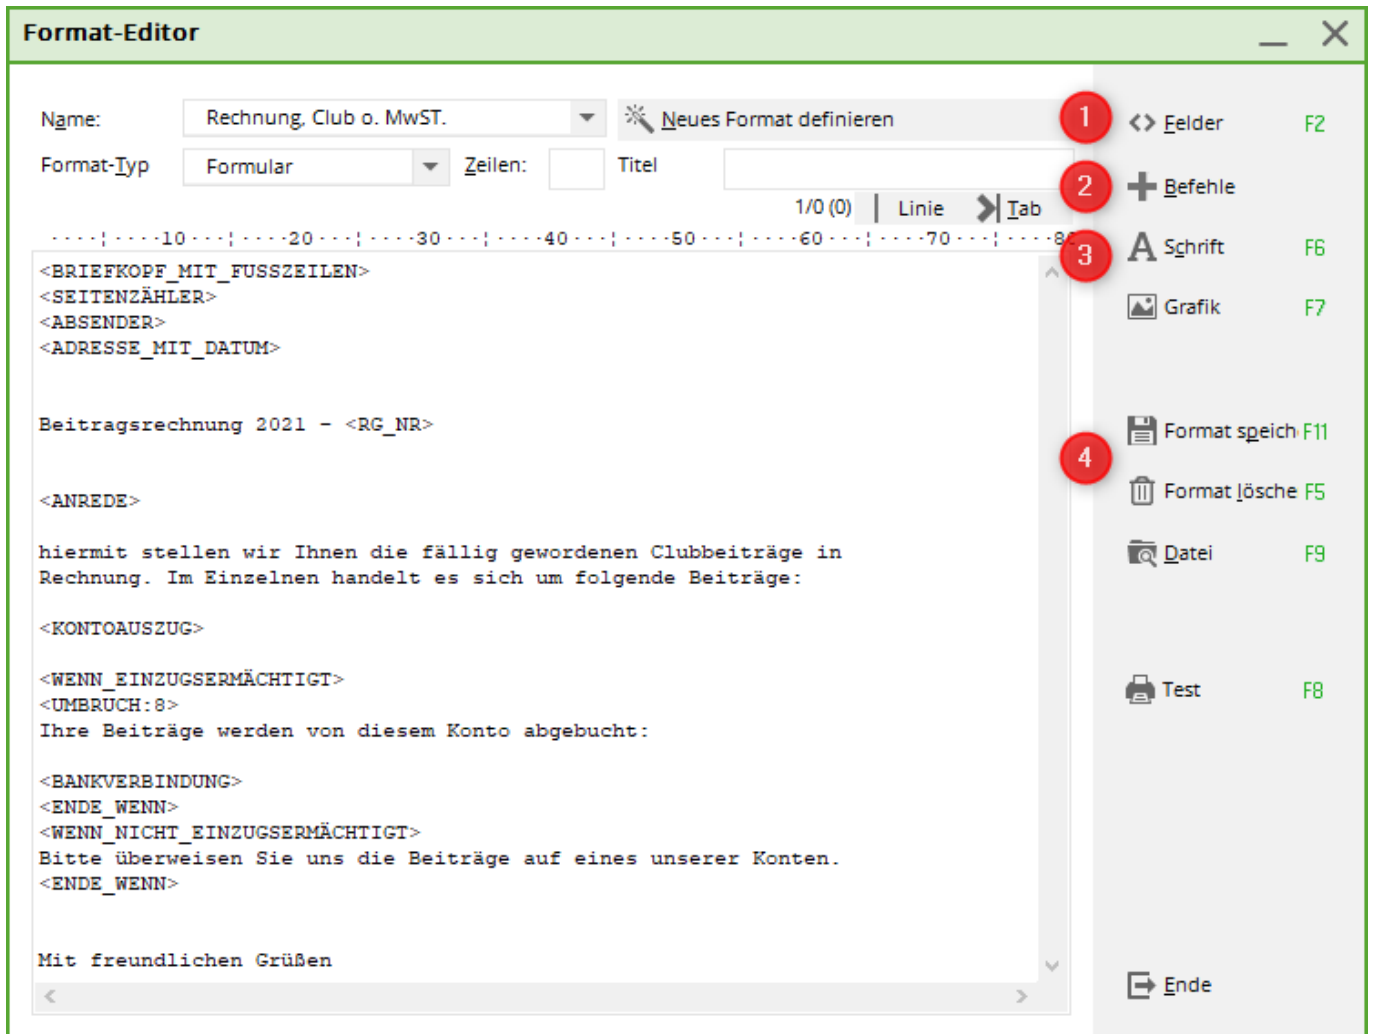 Format-Editor
Name: Rechnung, Club o. MwST. Neues Format definieren
Format-Typ Formular Zeilen: Titel
1/0 (0) Linie Tab
····¦····10···¦····20···¦····30···¦····40···¦····50···¦····60···¦····70···¦····80
<BRIEFKOPF_MIT_FUSSZEILEN>
<SEITENZÄHLER>
<ABSENDER>
<ADRESSE_MIT_DATUM>
Beitragsrechnung 2021 - <RG_NR>
<ANREDE>
hiermit stellen wir Ihnen die fällig gewordenen Clubbeiträge in
Rechnung. Im Einzelnen handelt es sich um folgende Beiträge:
<KONTOAUSZUG>
<WENN_EINZUGSERMÄCHTIGT>
<UMBRUCH:8>
Ihre Beiträge werden von diesem Konto abgebucht:
<BANKVERBINDUNG>
<ENDE_WENN>
<WENN_NICHT_EINZUGSERMÄCHTIGT>
Bitte überweisen Sie uns die Beiträge auf eines unserer Konten.
<ENDE_WENN>
Mit freundlichen Grüßen
1 Felder F2
2 Befehle
3 Schrift F6
Grafik F7
Format speich F11
4
Format lösche F5
Datei F9
Test F8
Ende